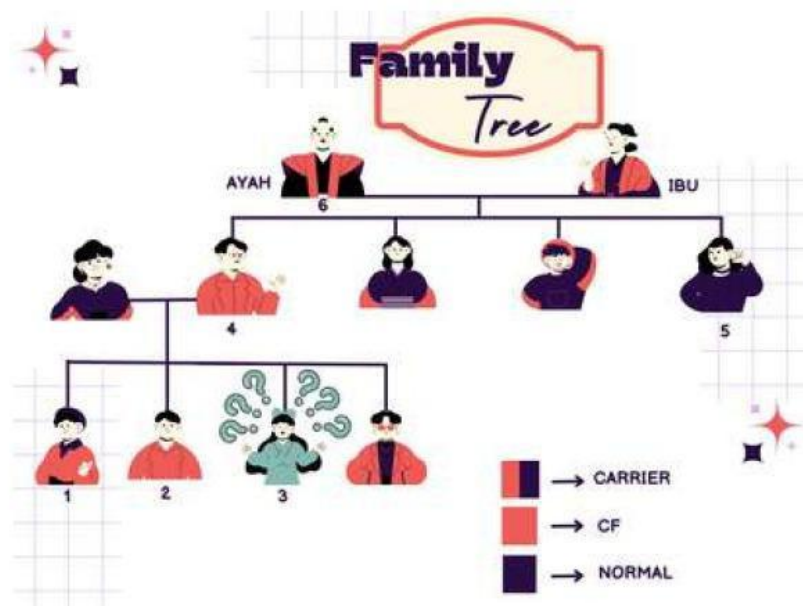 Family
Tree
AYAH
IBU
6
4
5
1
2
3
? ? ? ? ? ?
CARRIER
CF
NORMAL